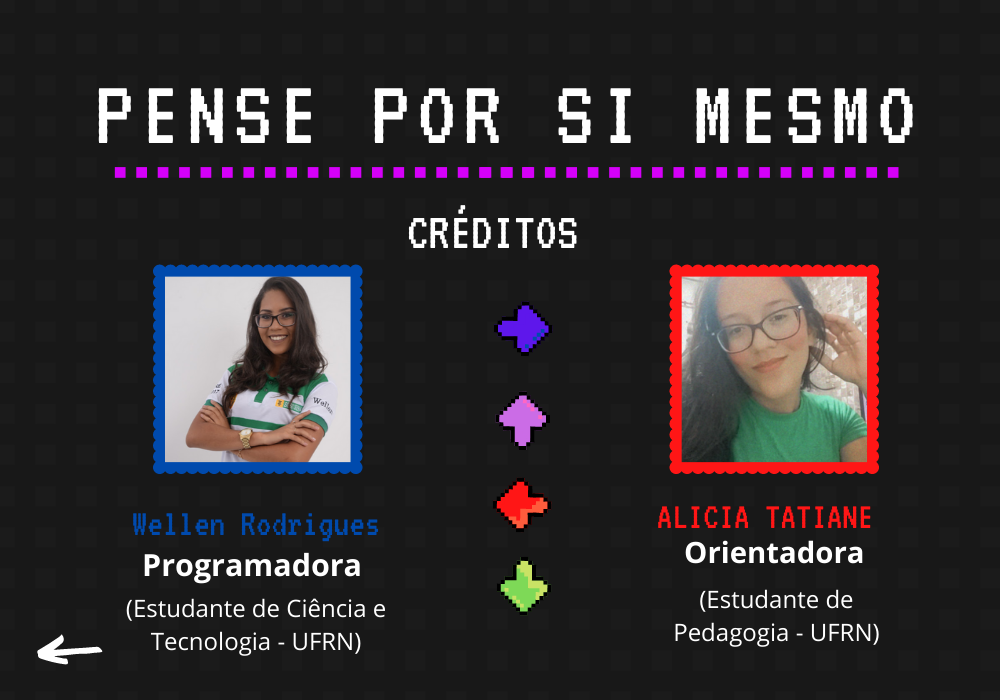 PENSE POR SI MESMO
CRÉDITOS
Wellen
Wellen Rodrigues
Programadora
(Estudante de Ciência e
Tecnologia - UFRN)
ALICIA TATIANE
Orientadora
(Estudante de
Pedagogia - UFRN)